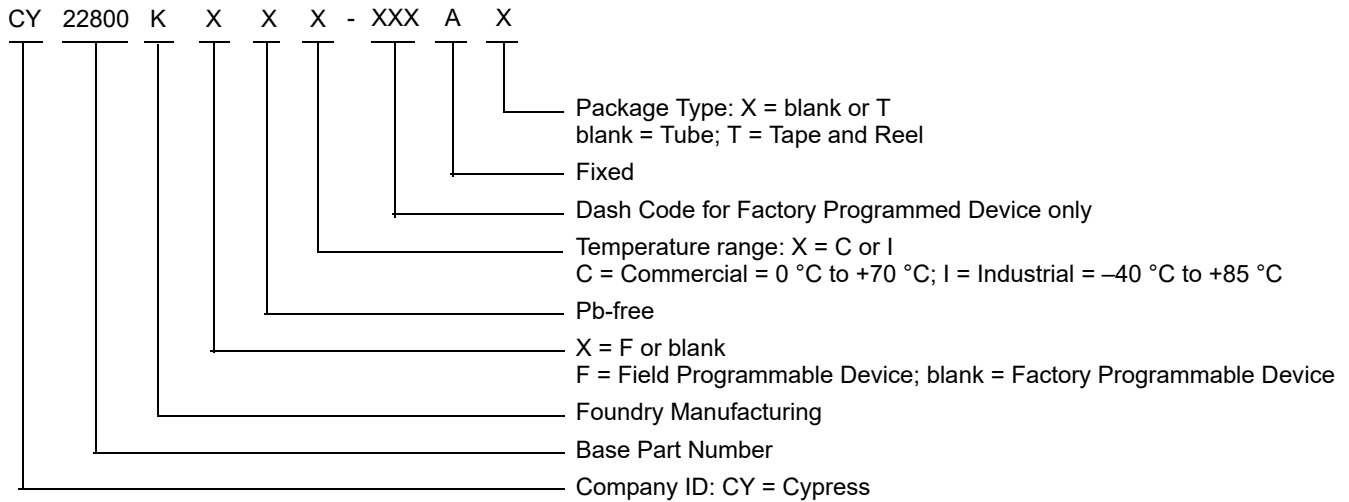 CY 22800 K X X X - XXX A X
Package Type: X = blank or T
blank = Tube; T = Tape and Reel
Fixed
Dash Code for Factory Programmed Device only
Temperature range: X = C or I
C = Commercial = 0 °C to +70 °C; I = Industrial = –40 °C to +85 °C
Pb-free
X = F or blank
F = Field Programmable Device; blank = Factory Programmable Device
Foundry Manufacturing
Base Part Number
Company ID: CY = Cypress